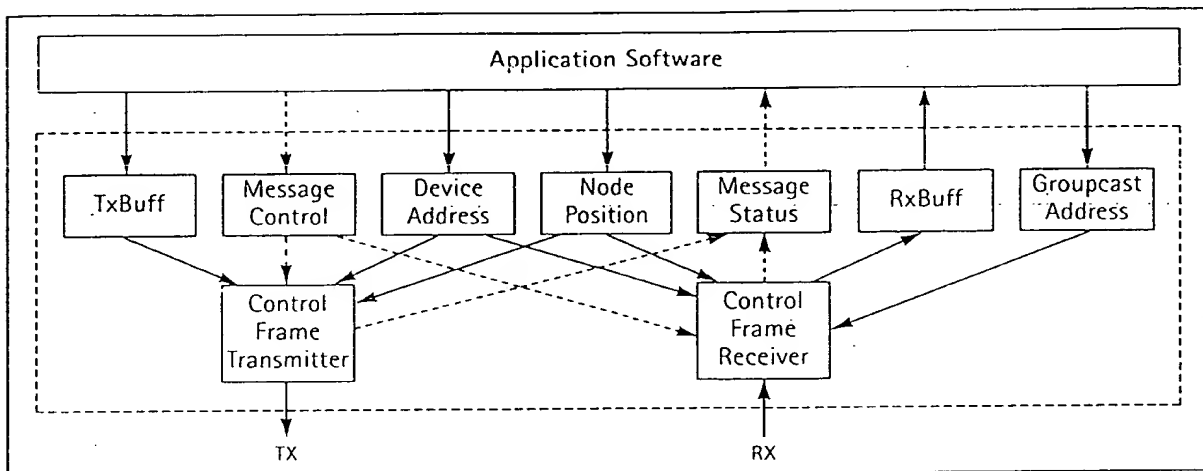 Application Software
TxBuff
Message
Control
Device
Address
Node
Position
Message
Status
RxBuff
Groupcast
Address
Control
Frame
Transmitter
Control
Frame
Receiver
TX
RX